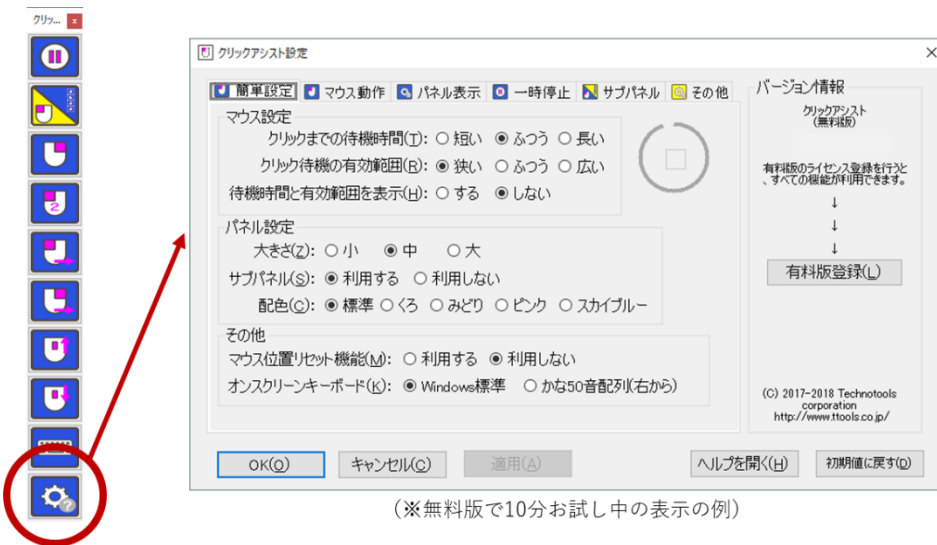 クリッ...
2
クリックアシスト設定
簡単設定 マウス動作 パネル表示 一時停止 サブパネル その他
マウス設定
クリックまでの待機時間(T): 短い ふつう 長い
クリック待機の有効範囲(R): 狭い ふつう 広い
待機時間と有効範囲を表示(H): する しない
パネル設定
大きさ(Z): 小 中 大
サブパネル(S): 利用する 利用しない
配色(C): 標準 くろ みどり ピンク スカイブルー
その他
マウス位置リセット機能(M): 利用する 利用しない
オンスクリーンキーボード(K): Windows標準 かな50音配列(右から)
バージョン情報
クリックアシスト
(無料版)
有料版のライセンス登録を行うと
、すべての機能が利用できます。
↓
↓
↓
有料版登録(L)
(C) 2017-2018 Technotools
corporation
http://www.ttools.co.jp/
OK(O) キャンセル(C) 適用(A) ヘルプを開く(H) 初期値に戻す(D)
(※無料版で10分お試し中の表示の例)